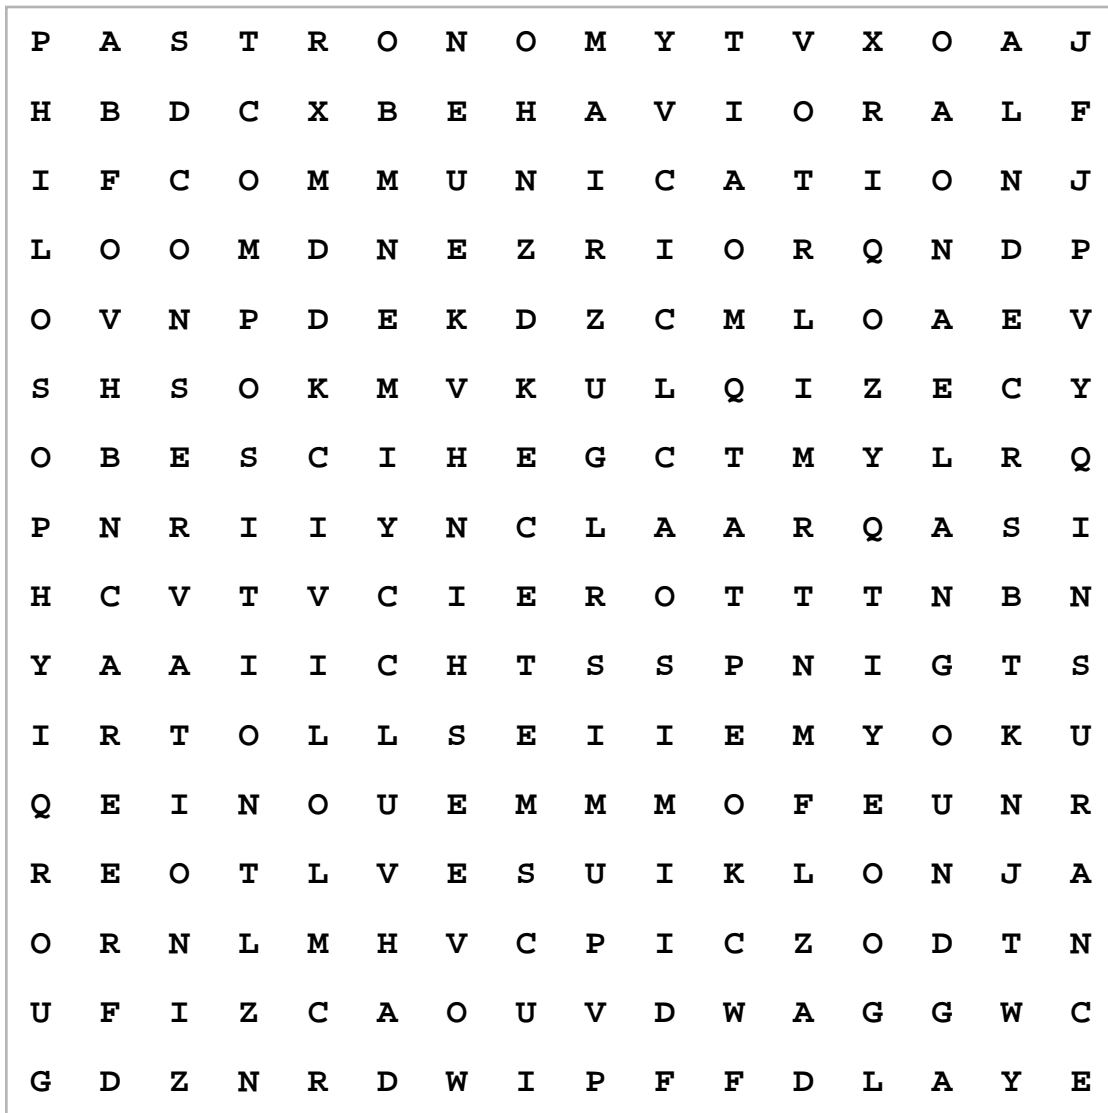 P A S T R O N O M Y T V X O A J
H B D C X B E H A V I O R A L F
I F C O M M U N I C A T I O N J
L O O M D N E Z R I O R Q N D P
O V N P D E K D Z C M L O A E V
S H S O K M V K U L Q I Z E C Y
O B E S C I H E G C T M Y L R Q
P N R I I Y N C L A A R Q A S I
H C V T V C I E R O T T T N B N
Y A A I I C H T S S P N I G T S
I R T O L L S E I I E M Y O K U
Q E I N O U E M M M O F E U N R
R E O T L V E S U I K L O N J A
O R N L M H V C P I C Z O D T N
U F I Z C A O U V D W A G G W C
G D Z N R D W I P F F D L A Y E